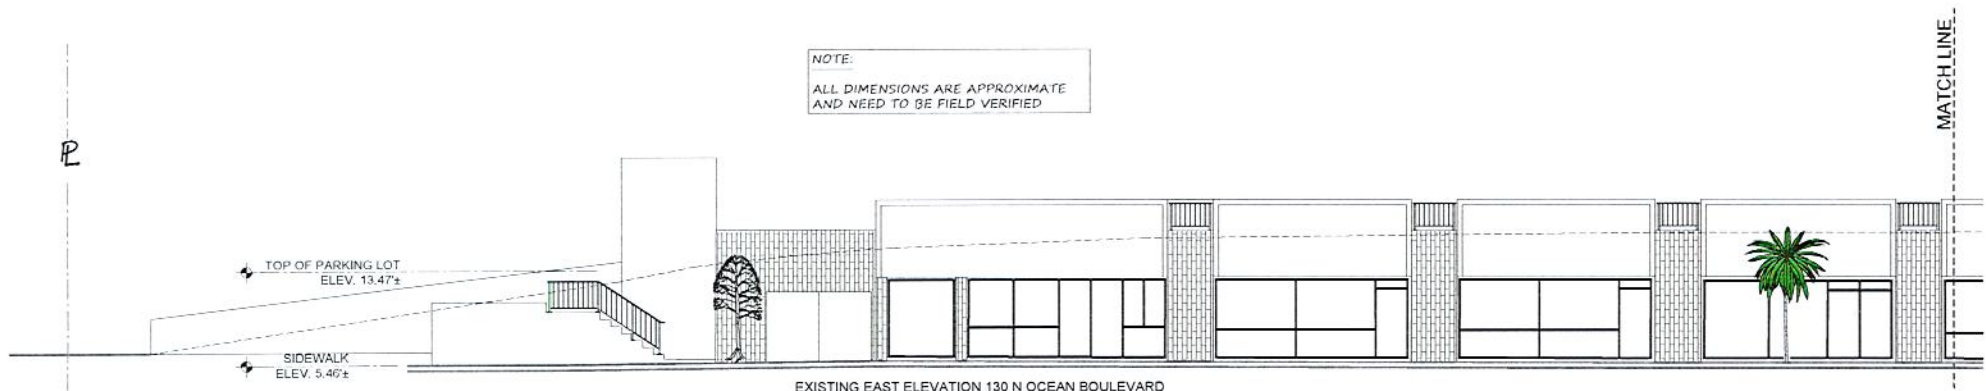 NOTE:
ALL DIMENSIONS ARE APPROXIMATE
AND NEED TO BE FIELD VERIFIED
MATCH LINE
PL
TOP OF PARKING LOT
ELEV. 13.47'±
SIDEWALK
ELEV. 5.46'±
EXISTING EAST ELEVATION 130 N OCEAN BOULEVARD